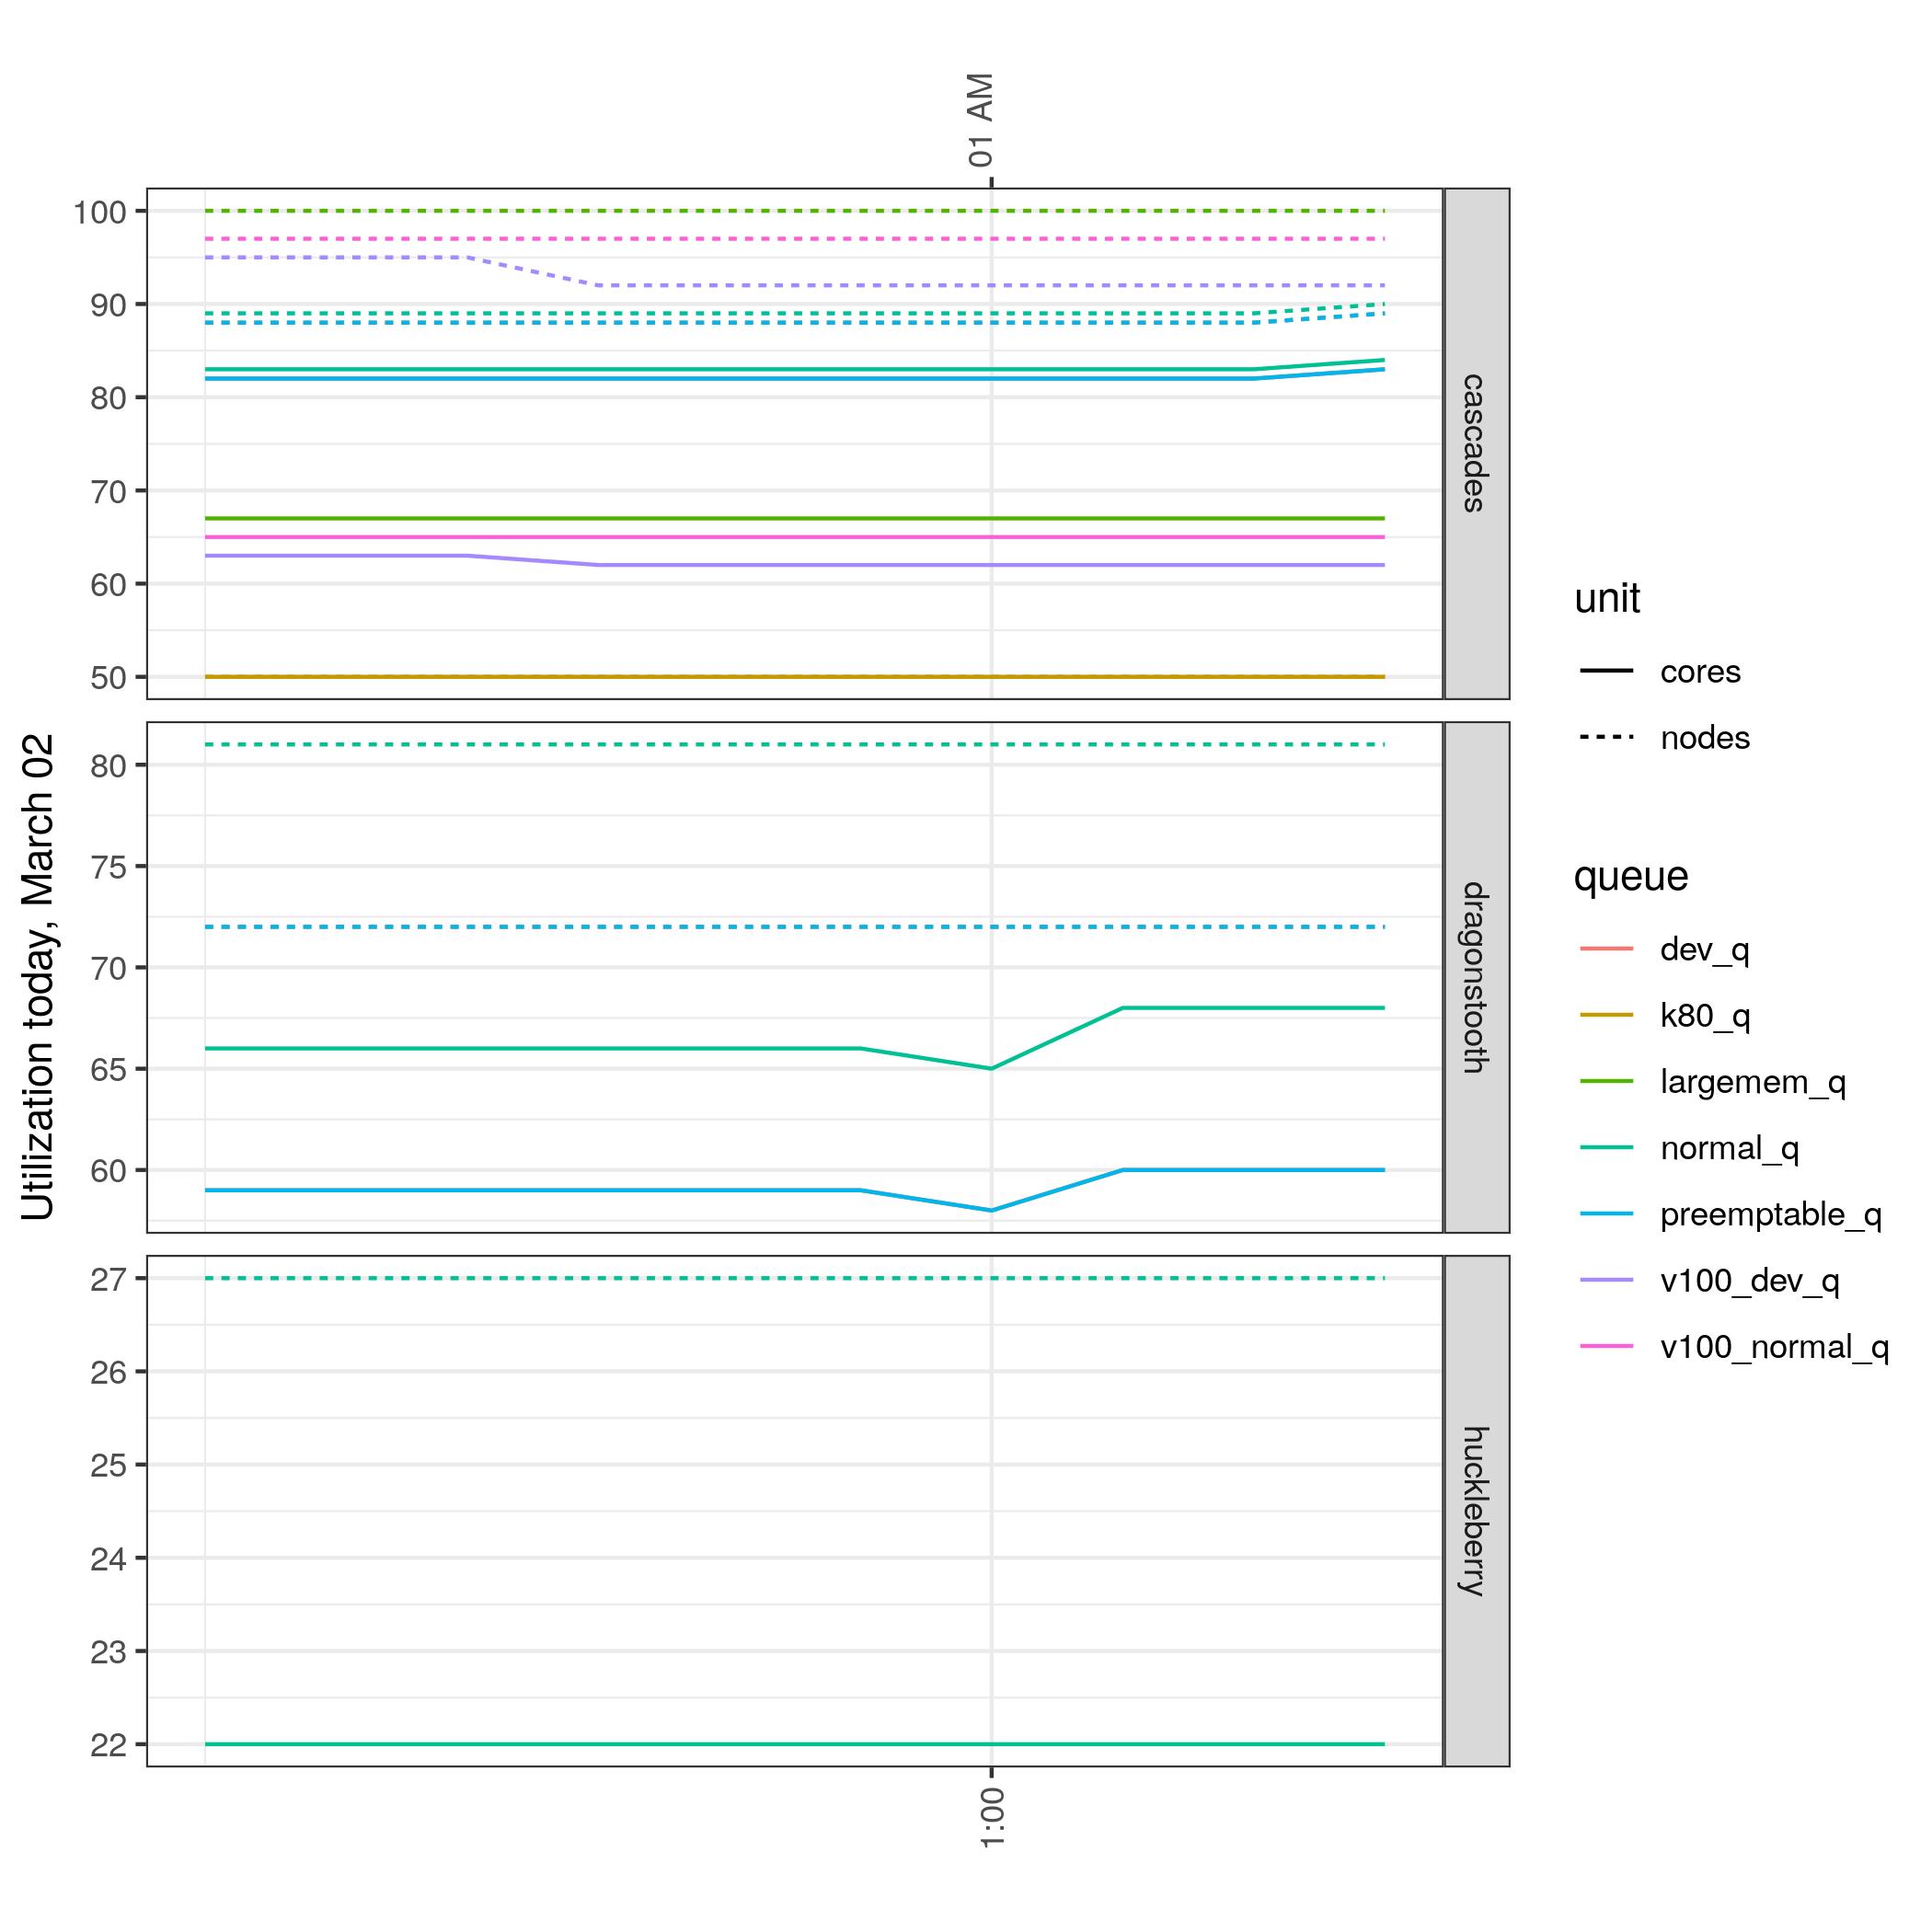 01 AM
100
90
80
70
60
50
cascades
80
75
70
65
60
dragonstooth
27
26
25
24
23
22
huckleberry
1:00
Utilization today, March 02
unit
cores
nodes
queue
dev_q
k80_q
largemem_q
normal_q
preemptable_q
v100_dev_q
v100_normal_q